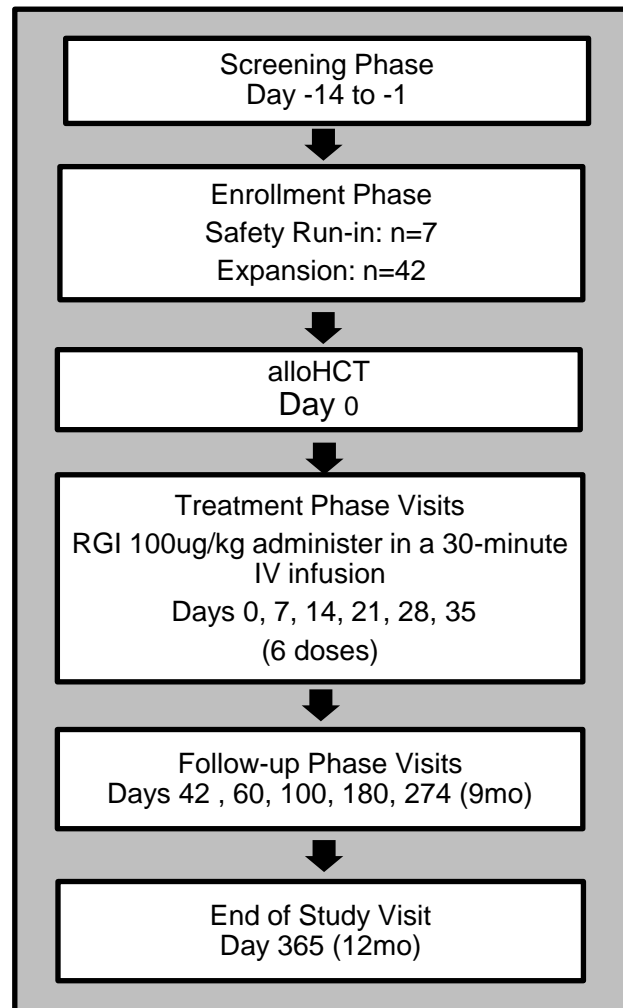 Screening Phase
Day -14 to -1
Enrollment Phase
Safety Run-in: n=7
Expansion: n=42
alloHCT
Day 0
Treatment Phase Visits
RGI 100ug/kg administer in a 30-minute
IV infusion
Days 0, 7, 14, 21, 28, 35
(6 doses)
Follow-up Phase Visits
Days 42 , 60, 100, 180, 274 (9mo)
End of Study Visit
Day 365 (12mo)